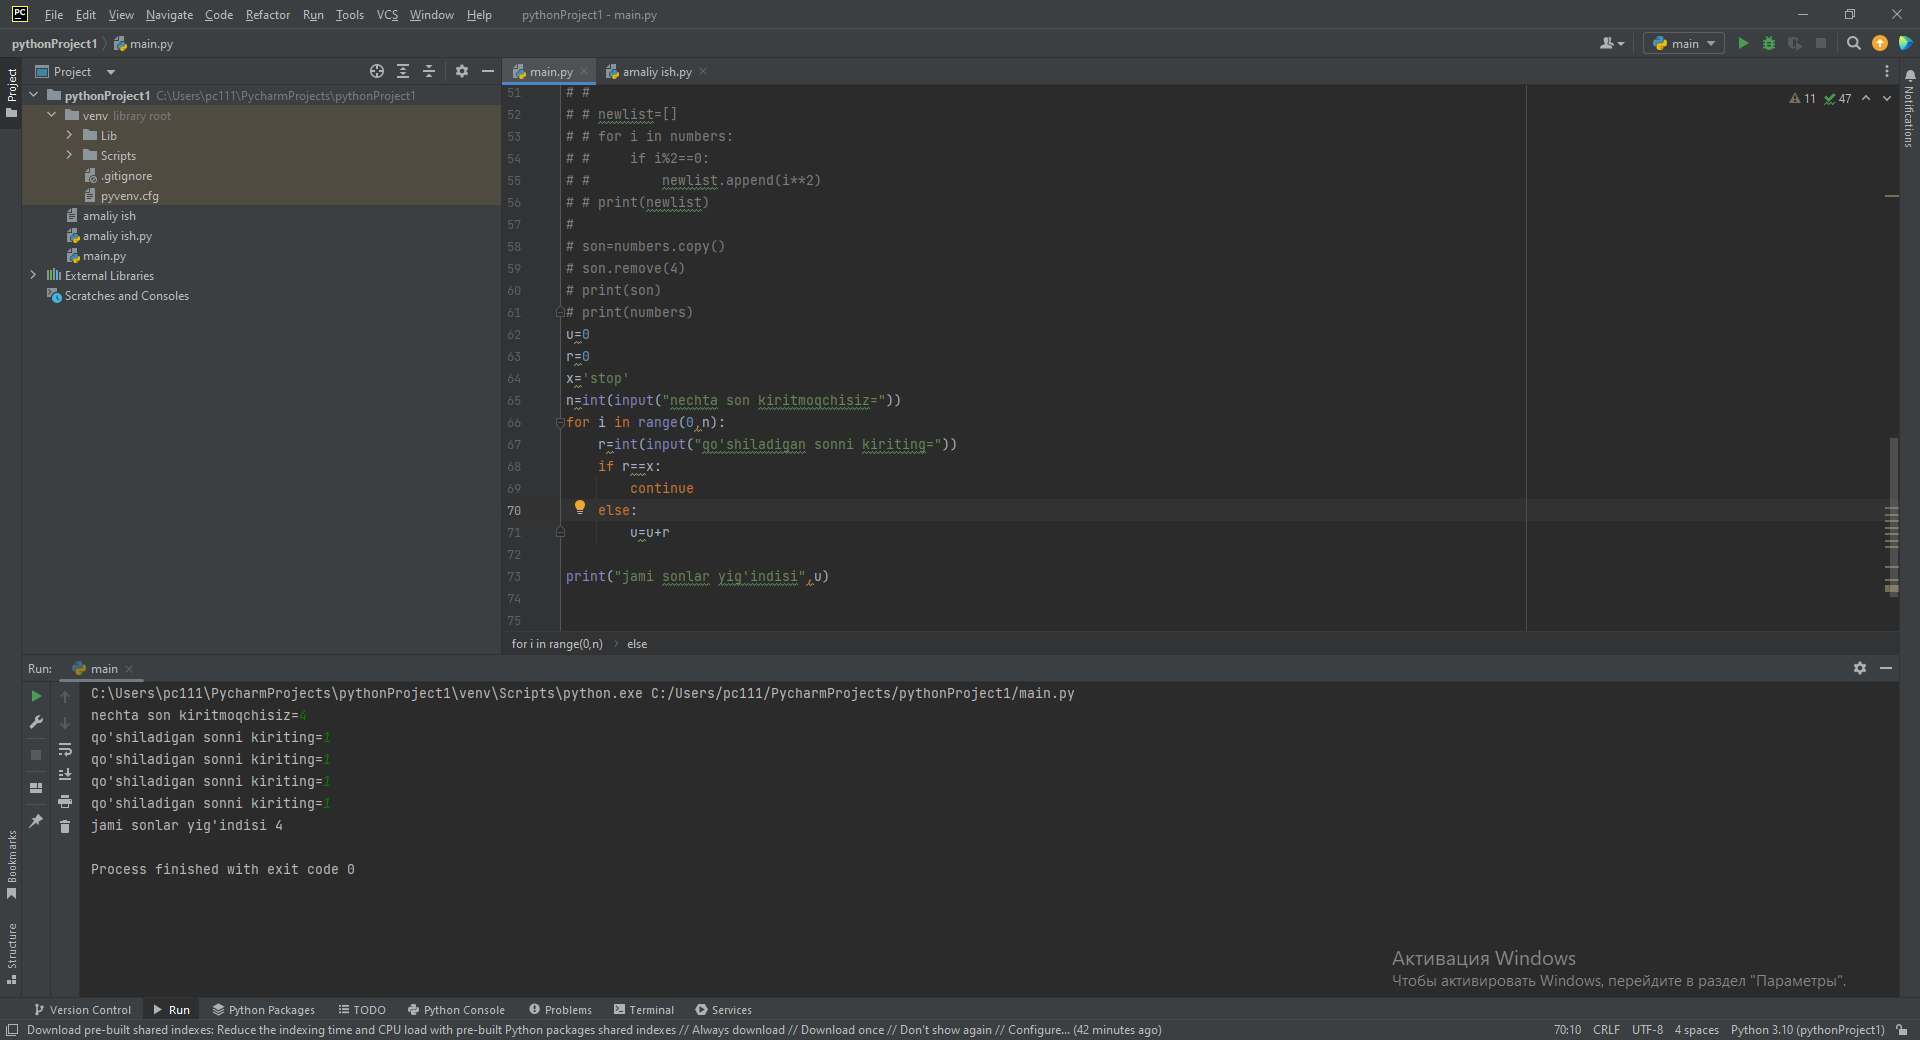 File Edit View Navigate Code Refactor Run Tools VCS Window Help pythonProject1 - main.py
pythonProject1 main.py main
Project
Project
main.py amaliy ish.py
Notifications
pythonProject1 C:\Users\pc111\PycharmProjects\pythonProject1
venv library root
Lib
Scripts
.gitignore
pyvenv.cfg
amaliy ish
amaliy ish.py
main.py
External Libraries
Scratches and Consoles
11 47
51 # #
52 # # newlist=[]
53 # # for i in numbers:
54 # #     if i%2==0:
55 # #         newlist.append(i**2)
56 # # print(newlist)
57 #
58 # son=numbers.copy()
59 # son.remove(4)
60 # print(son)
61 # print(numbers)
62 u=0
63 r=0
64 x='stop'
65 n=int(input("nechta son kiritmoqchisiz="))
66 for i in range(0,n):
67     r=int(input("qo'shiladigan sonni kiriting="))
68     if r==x:
69         continue
70     else:
71         u=u+r
72
73 print("jami sonlar yig'indisi",u)
74
75
for i in range(0,n) else
Run: main
C:\Users\pc111\PycharmProjects\pythonProject1\venv\Scripts\python.exe C:/Users/pc111/PycharmProjects/pythonProject1/main.py
nechta son kiritmoqchisiz=4
qo'shiladigan sonni kiriting=1
qo'shiladigan sonni kiriting=1
qo'shiladigan sonni kiriting=1
qo'shiladigan sonni kiriting=1
jami sonlar yig'indisi 4
Process finished with exit code 0
Bookmarks
Structure
Активация Windows
Чтобы активировать Windows, перейдите в раздел "Параметры".
Version Control Run Python Packages TODO Python Console Problems Terminal Services
Download pre-built shared indexes: Reduce the indexing time and CPU load with pre-built Python packages shared indexes // Always download // Download once // Don't show again // Configure... (42 minutes ago) 70:10 CRLF UTF-8 4 spaces Python 3.10 (pythonProject1)